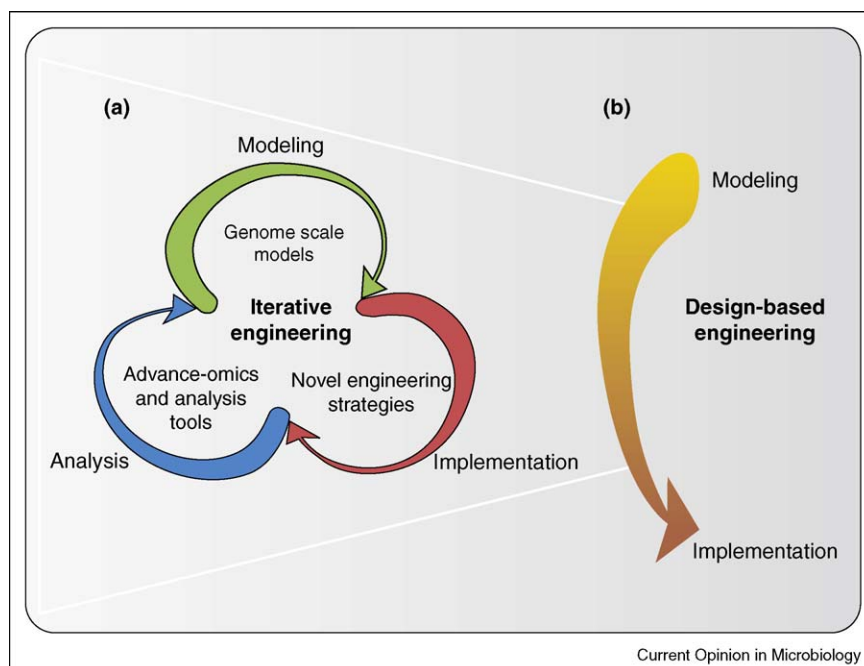 (a)
Modeling
Genome scale
models
Iterative
engineering
Advance-omics
and analysis
tools
Novel engineering
strategies
Analysis
Implementation
(b)
Modeling
Design-based
engineering
Implementation
Current Opinion in Microbiology